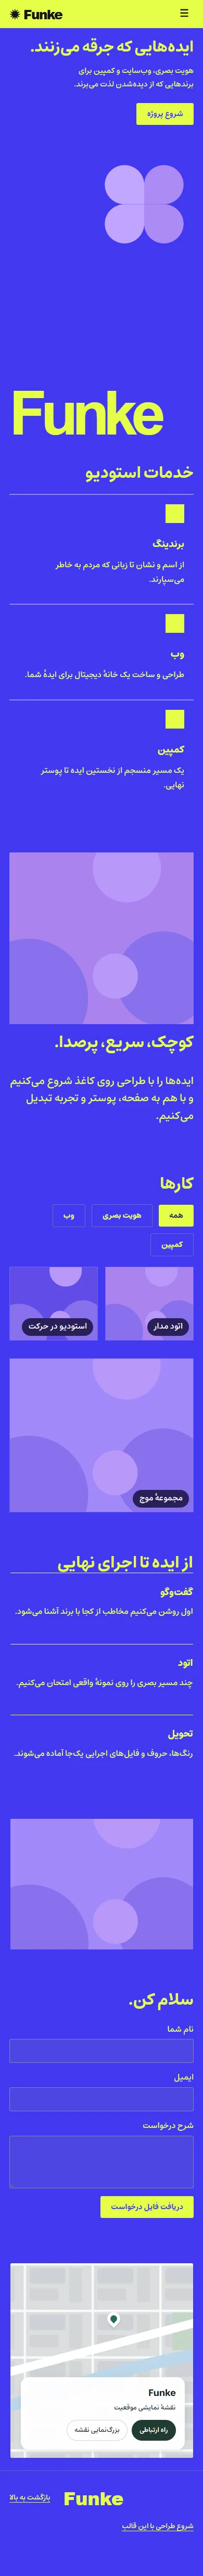 Funke
ایده‌هایی که جرقه می‌زنند.
هویت بصری، وب‌سایت و کمپین برای
برندهایی که از دیده‌شدن لذت می‌برند.
شروع پروژه
Funke
خدمات استودیو
برندینگ
از اسم و نشان تا زبانی که مردم به خاطر
می‌سپارند.
وب
طراحی و ساخت یک خانهٔ دیجیتال برای ایدهٔ شما.
کمپین
یک مسیر منسجم از نخستین ایده تا پوستر
نهایی.
کوچک، سریع، پرصدا.
ایده‌ها را با طراحی روی کاغذ شروع می‌کنیم
و با هم به صفحه، پوستر و تجربه تبدیل
می‌کنیم.
کارها
همه
هویت بصری
وب
کمپین
اتود مدار
استودیو در حرکت
مجموعهٔ موج
از ایده تا اجرای نهایی
گفت‌وگو
اول روشن می‌کنیم مخاطب از کجا با برند آشنا می‌شود.
اتود
چند مسیر بصری را روی نمونهٔ واقعی امتحان می‌کنیم.
تحویل
رنگ‌ها، حروف و فایل‌های اجرایی یک‌جا آماده می‌شوند.
سلام کن.
نام شما
ایمیل
شرح درخواست
دریافت فایل درخواست
Funke
نقشهٔ نمایشی موقعیت
راه ارتباطی
بزرگ‌نمایی نقشه
Funke
بازگشت به بالا
شروع طراحی با این قالب